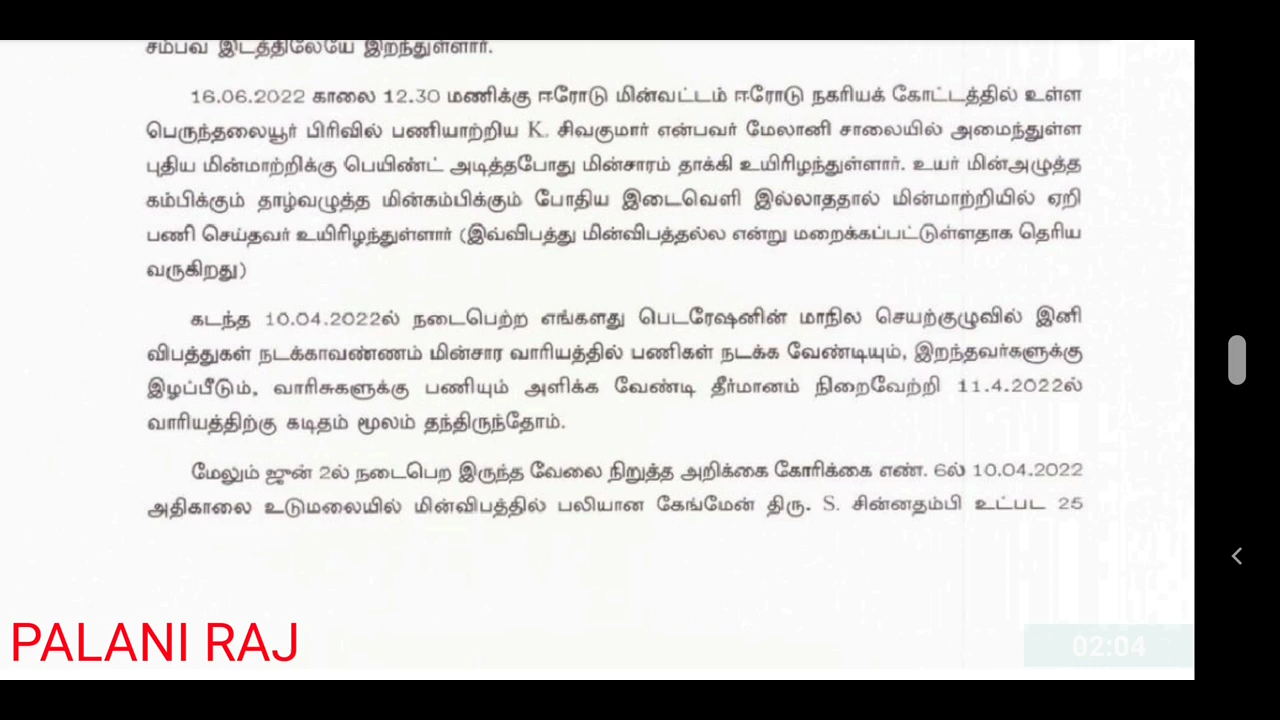 சம்பவ இடத்திலேயே இறந்துள்ளார்.
16.06.2022 காலை 12.30 மணிக்கு ஈரோடு மின்வட்டம் ஈரோடு நகரியக் கோட்டத்தில் உள்ள
பெருந்தலையூர் பிரிவில் பணியாற்றிய K. சிவகுமார் என்பவர் மேலானி சாலையில் அமைந்துள்ள
புதிய மின்மாற்றிக்கு பெயிண்ட் அடித்தபோது மின்சாரம் தாக்கி உயிரிழந்துள்ளார். உயர் மின்அழுத்த
கம்பிக்கும் தாழ்வழுத்த மின்கம்பிக்கும் போதிய இடைவெளி இல்லாததால் மின்மாற்றியில் ஏறி
பணி செய்தவர் உயிரிழந்துள்ளார் (இவ்விபத்து மின்விபத்தல்ல என்று மறைக்கப்பட்டுள்ளதாக தெரிய
வருகிறது)
கடந்த 10.04.2022ல் நடைபெற்ற எங்களது பெடரேஷனின் மாநில செயற்குழுவில் இனி
விபத்துகள் நடக்காவண்ணம் மின்சார வாரியத்தில் பணிகள் நடக்க வேண்டியும், இறந்தவர்களுக்கு
இழப்பீடும், வாரிசுகளுக்கு பணியும் அளிக்க வேண்டி தீர்மானம் நிறைவேற்றி 11.4.2022ல்
வாரியத்திற்கு கடிதம் மூலம் தந்திருந்தோம்.
மேலும் ஜுன் 2ல் நடைபெற இருந்த வேலை நிறுத்த அறிக்கை கோரிக்கை எண். 6ல் 10.04.2022
அதிகாலை உடுமலையில் மின்விபத்தில் பலியான கேங்மேன் திரு. S. சின்னதம்பி உட்பட 25
PALANI RAJ
02:04